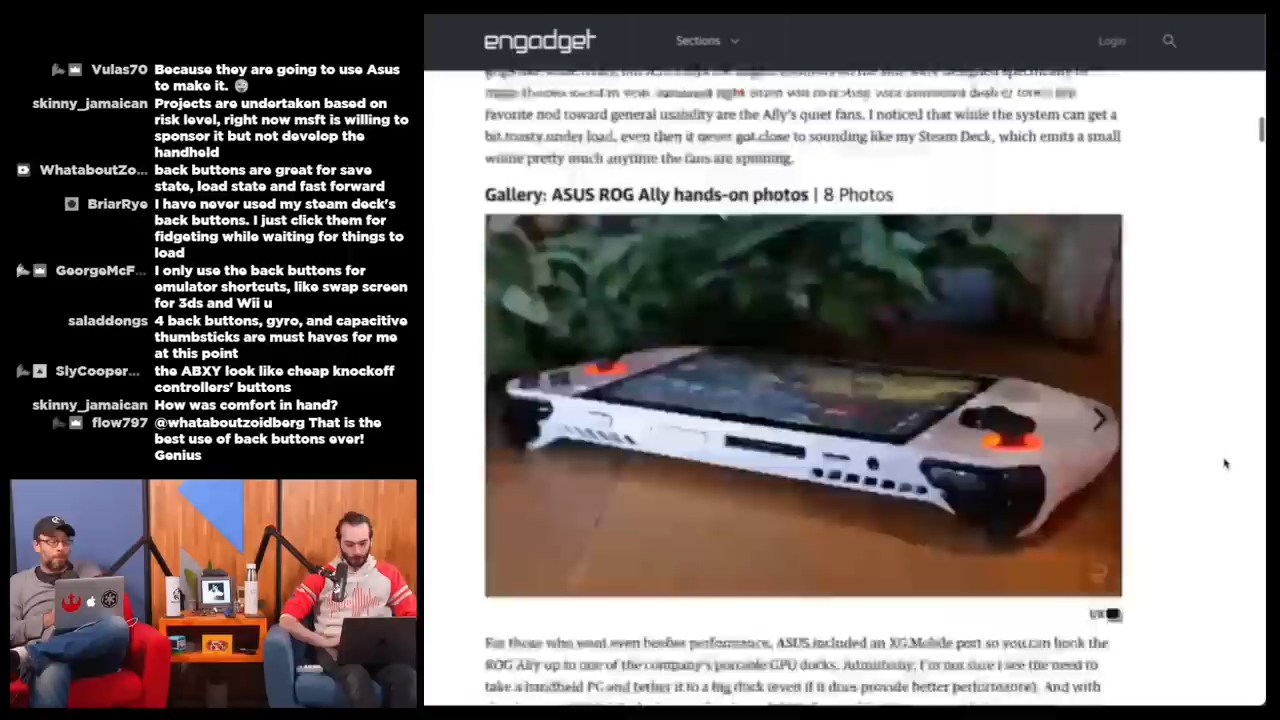 Vulas70 Because they are going to use Asus
to make it.
skinny_jamaican Projects are undertaken based on
risk level, right now msft is willing to
sponsor it but not develop the
handheld
WhataboutZo... back buttons are great for save
state, load state and fast forward
BriarRye I have never used my steam deck's
back buttons. I just click them for
fidgeting while waiting for things to
load
GeorgeMcF... I only use the back buttons for
emulator shortcuts, like swap screen
for 3ds and Wii u
saladdongs 4 back buttons, gyro, and capacitive
thumbsticks are must haves for me
at this point
SlyCooper... the ABXY look like cheap knockoff
controllers' buttons
skinny_jamaican How was comfort in hand?
flow797 @whataboutzoidberg That is the
best use of back buttons ever!
Genius
engadget Sections Login
favorite nod toward general usability are the Ally's quiet fans. I noticed that while the system can get a
bit toasty under load, even then it never got close to sounding like my Steam Deck, which emits a small
whine pretty much anytime the fans are spinning.
Gallery: ASUS ROG Ally hands-on photos | 8 Photos
For those who want even beefier performance, ASUS included an XG Mobile port so you can hook the
ROG Ally up to one of the company's portable GPU docks. Admittedly, I'm not sure I see the need to
take a handheld PC and tether it to a big dock (even if it does provide better performance). And with